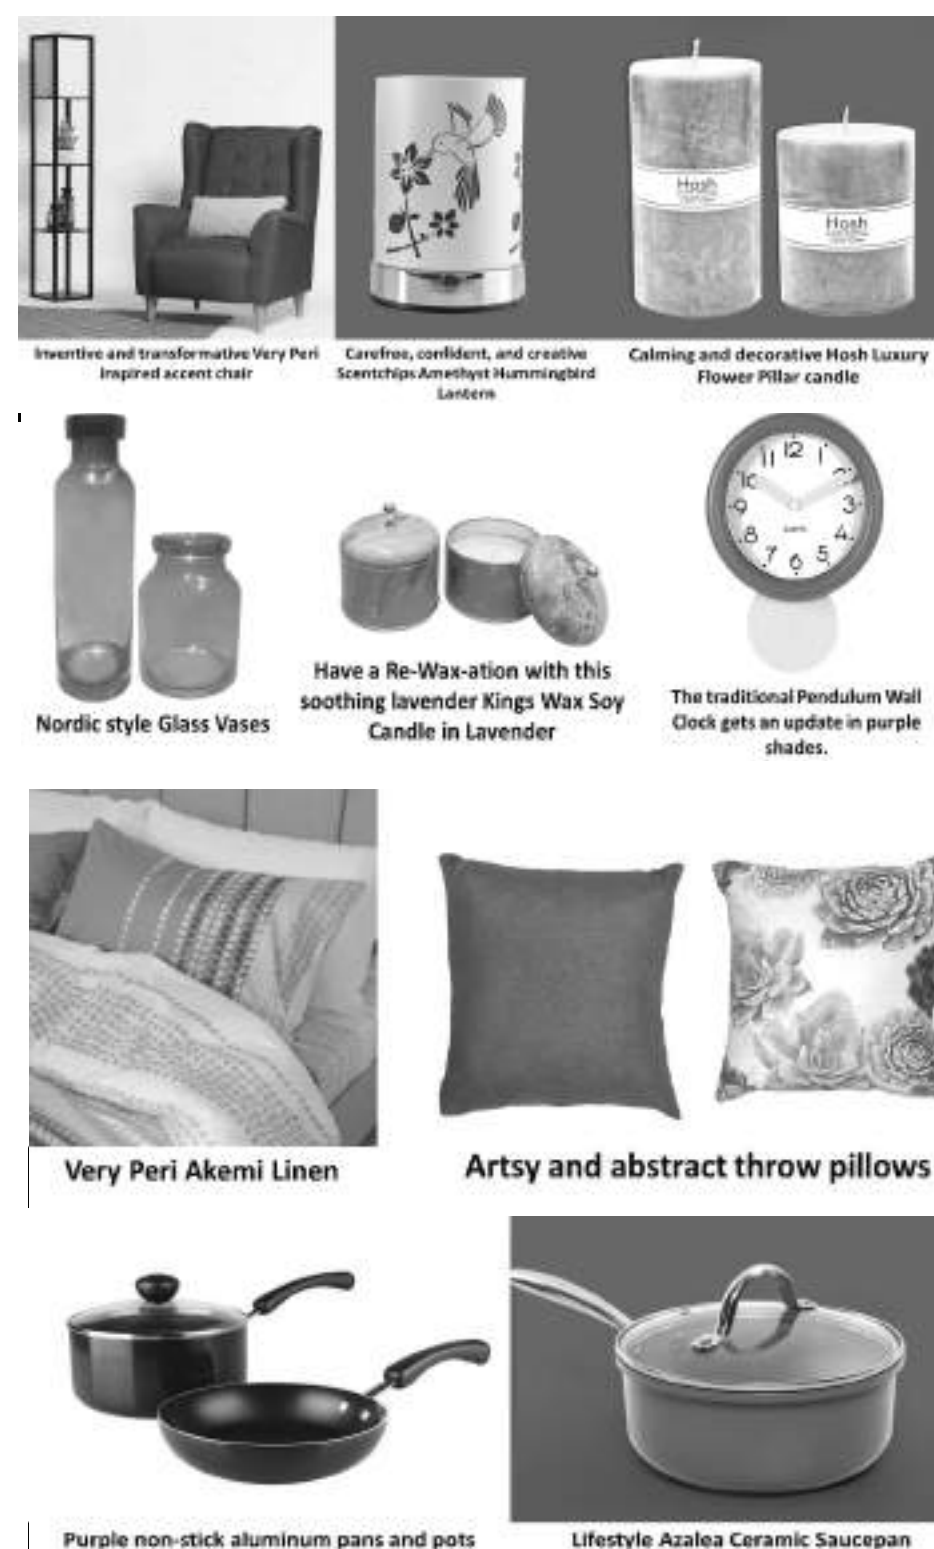 Hosh
Hosh
Inventive and transformative Very Peri
inspired accent chair
Carefree, confident, and creative
Scentchips Amethyst Hummingbird
Lantern
Calming and decorative Hosh Luxury
Flower Pillar candle
11 12 1
10 2
9 3
8 4
7 6 5
Nordic style Glass Vases
Have a Re-Wax-ation with this
soothing lavender Kings Wax Soy
Candle in Lavender
The traditional Pendulum Wall
Clock gets an update in purple
shades.
Very Peri Akemi Linen
Artsy and abstract throw pillows
Purple non-stick aluminum pans and pots
Lifestyle Azalea Ceramic Saucepan